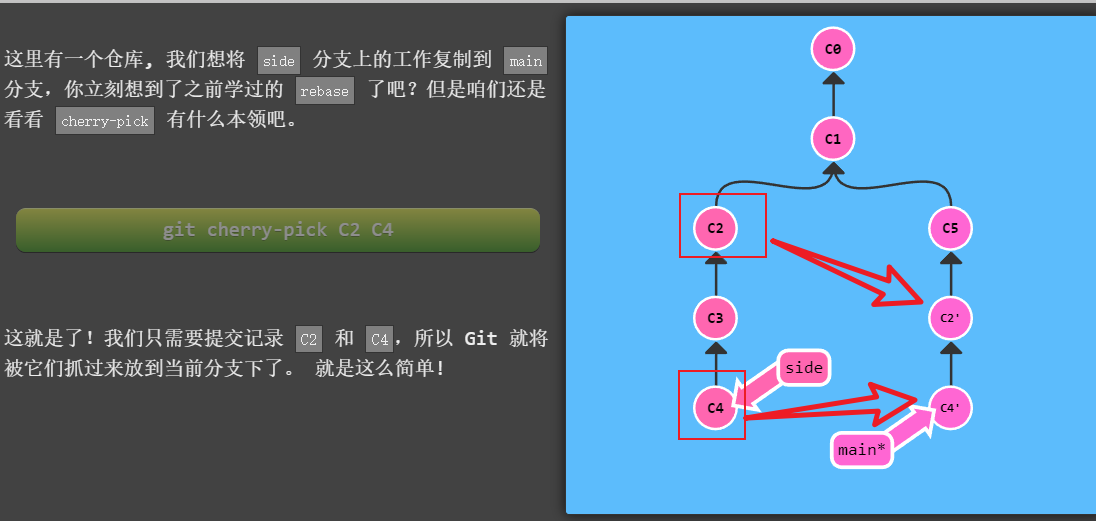 这里有一个仓库, 我们想将 side 分支上的工作复制到 main
分支，你立刻想到了之前学过的 rebase 了吧？但是咱们还是
看看 cherry-pick 有什么本领吧。
git cherry-pick C2 C4
这就是了！我们只需要提交记录 C2 和 C4，所以 Git 就将
被它们抓过来放到当前分支下了。 就是这么简单!
C0
C1
C2
C5
C3
C2'
side
C4
C4'
main*